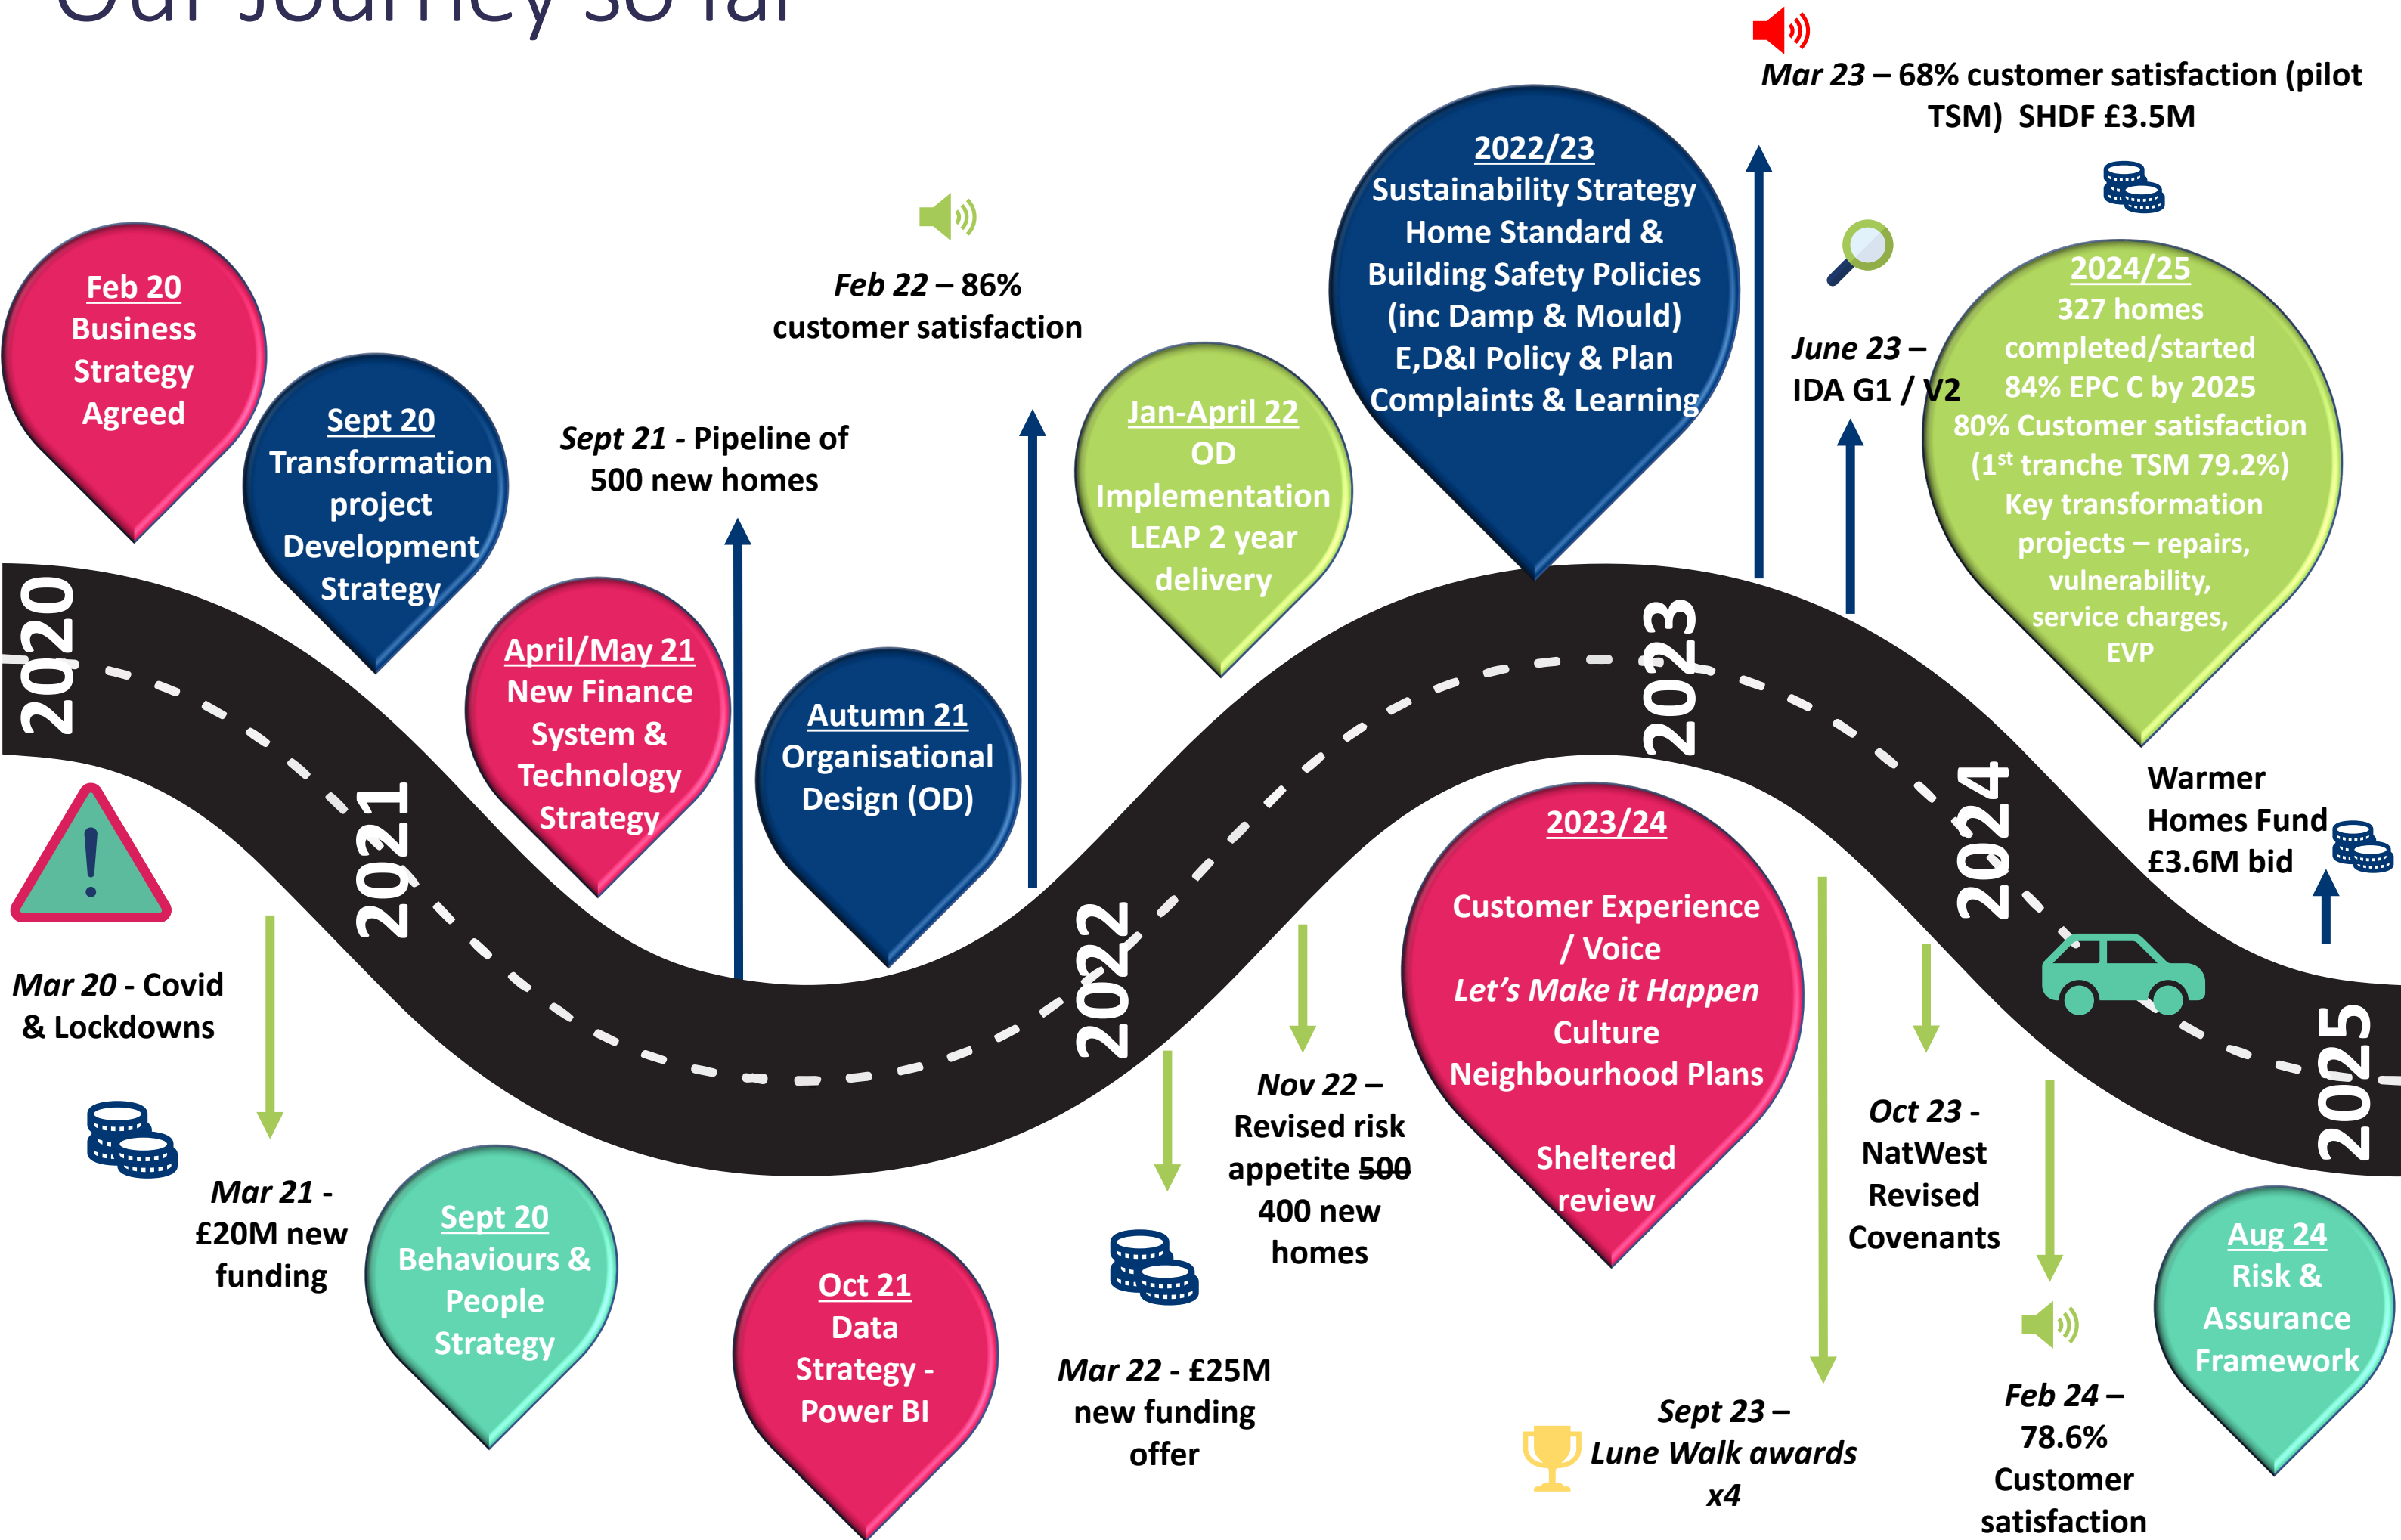 Our Journey so far
Mar 23 – 68% customer satisfaction (pilot
TSM)  SHDF £3.5M
Feb 20
Business
Strategy
Agreed
Sept 20
Transformation
project
Development
Strategy
April/May 21
New Finance
System &
Technology
Strategy
Sept 21 - Pipeline of
500 new homes
Autumn 21
Organisational
Design (OD)
Feb 22 – 86%
customer satisfaction
Jan-April 22
OD
Implementation
LEAP 2 year
delivery
2022/23
Sustainability Strategy
Home Standard &
Building Safety Policies
(inc Damp & Mould)
E,D&I Policy & Plan
Complaints & Learning
June 23 –
IDA G1 / V2
2024/25
327 homes
completed/started
84% EPC C by 2025
80% Customer satisfaction
(1st tranche TSM 79.2%)
Key transformation
projects – repairs,
vulnerability,
service charges,
EVP
2020
2021
2022
2023
2024
2025
Warmer
Homes Fund
£3.6M bid
Mar 20 - Covid
& Lockdowns
Mar 21 -
£20M new
funding
Sept 20
Behaviours &
People
Strategy
Oct 21
Data
Strategy -
Power BI
Mar 22 - £25M
new funding
offer
Nov 22 –
Revised risk
appetite 500
400 new
homes
2023/24
Customer Experience
/ Voice
Let’s Make it Happen
Culture
Neighbourhood Plans
Sheltered
review
Sept 23 –
Lune Walk awards
x4
Oct 23 -
NatWest
Revised
Covenants
Feb 24 –
78.6%
Customer
satisfaction
Aug 24
Risk &
Assurance
Framework